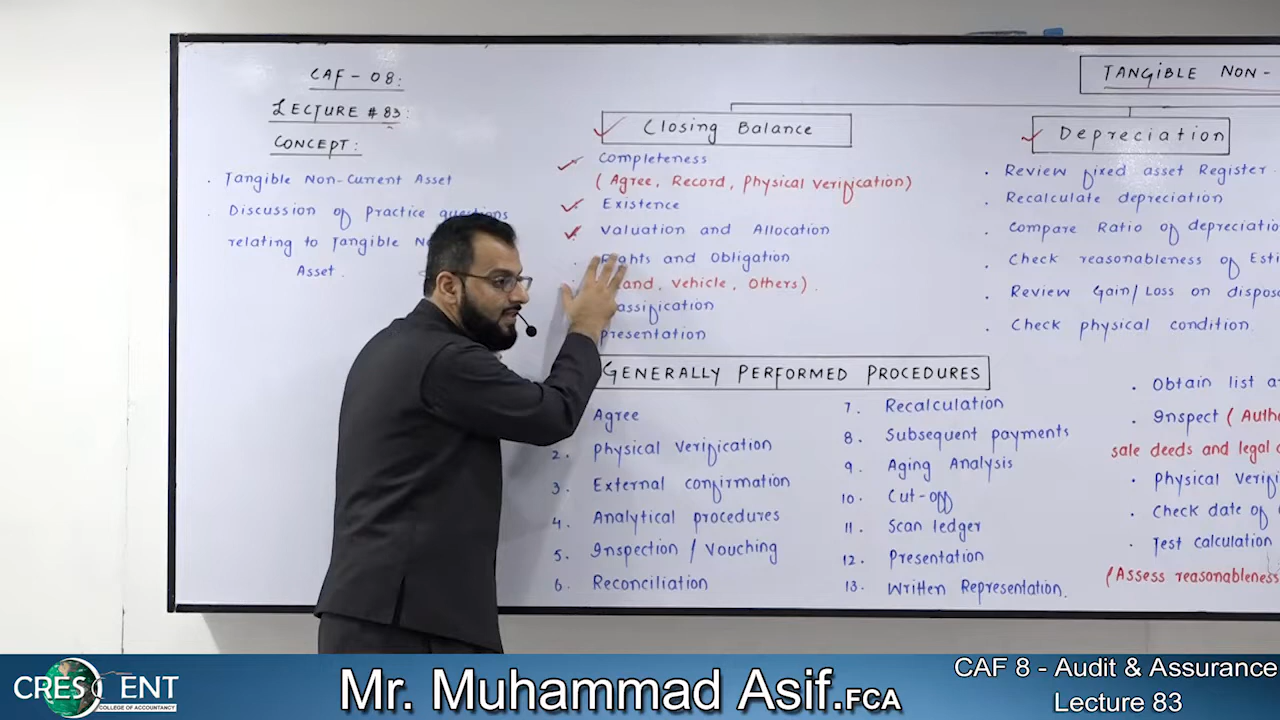 CAF - 08:
LECTURE # 83:
CONCEPT:
. Tangible Non-Current Asset
. Discussion of Practice questions
relating to Tangible
Asset.
TANGIBLE NON-
Closing Balance
Completeness
(Agree, Record, Physical verification)
Existence
Valuation and Allocation
. Rights and Obligation
Land, Vehicle, Others).
Classification
Presentation
Depreciation
. Review fixed asset Register.
. Recalculate depreciation
. Compare Ratio of depreciation
. Check reasonableness of
. Review Gain/Loss on
. Check physical condition.
GENERALLY PERFORMED PROCEDURES
Agree
2. Physical verification
3. External confirmation
4. Analytical procedures
5. Inspection / Vouching
6. Reconciliation
7. Recalculation
8. Subsequent payments
9. Aging Analysis
10. Cut-off
11. Scan ledger
12. Presentation
13. Written Representation.
. Obtain list
. Inspect (
sale deeds and legal
. Physical
. Check date of
. Test calculation
(Assess reasonableness
CRESCENT
COLLEGE OF ACCOUNTANCY
Mr. Muhammad Asif.FCA
CAF 8 - Audit & Assurance
Lecture 83